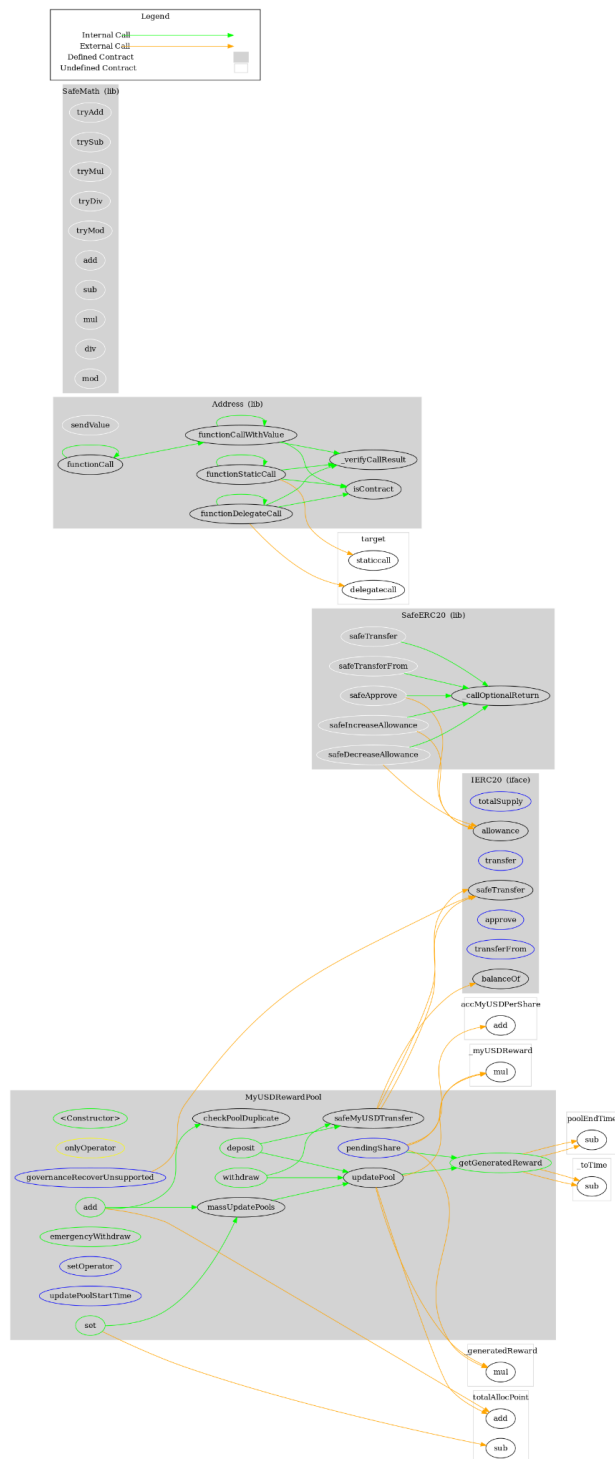 Legend
Internal Call
External Call
Defined Contract
Undefined Contract
SafeMath (lib)
tryAdd
trySub
tryMul
tryDiv
tryMod
add
sub
mul
div
mod
Address (lib)
sendValue
functionCall
functionCallWithValue
functionStaticCall
functionDelegateCall
_verifyCallResult
isContract
target
staticcall
delegatecall
SafeERC20 (lib)
safeTransfer
safeTransferFrom
safeApprove
safeIncreaseAllowance
safeDecreaseAllowance
_callOptionalReturn
IERC20 (iface)
totalSupply
allowance
transfer
safeTransfer
approve
transferFrom
balanceOf
accMyUSDPerShare
add
_myUSDReward
mul
MyUSDRewardPool
<Constructor>
onlyOperator
governanceRecoverUnsupported
add
emergencyWithdraw
setOperator
updatePoolStartTime
set
checkPoolDuplicate
deposit
withdraw
massUpdatePools
safeMyUSDTransfer
pendingShare
updatePool
getGeneratedReward
poolEndTime
sub
_toTime
sub
_generatedReward
mul
totalAllocPoint
add
sub